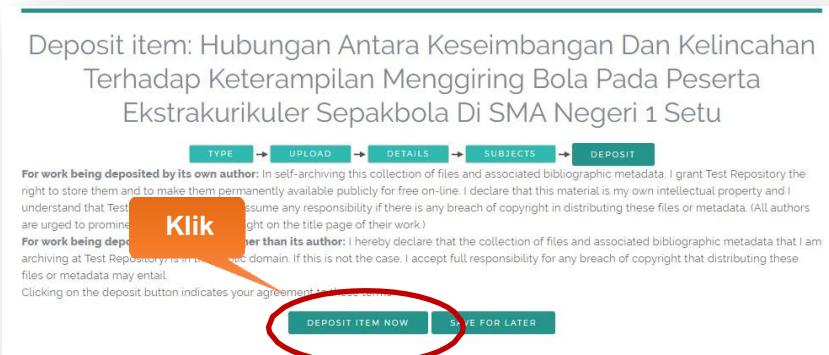 Deposit item: Hubungan Antara Keseimbangan Dan Kelincahan
Terhadap Keterampilan Menggiring Bola Pada Peserta
Ekstrakurikuler Sepakbola Di SMA Negeri 1 Setu
TYPE → UPLOAD → DETAILS → SUBJECTS → DEPOSIT
For work being deposited by its own author: In self-archiving this collection of files and associated bibliographic metadata, I grant Test Repository the
right to store them and to make them permanently available publicly for free on-line. I declare that this material is my own intellectual property and I
understand that Test ssume any responsibility if there is any breach of copyright in distributing these files or metadata. (All authors
are urged to promine ght on the title page of their work.)
Klik
For work being depo her than its author: I hereby declare that the collection of files and associated bibliographic metadata that I am
archiving at Test Repository) is in the domain. If this is not the case, I accept full responsibility for any breach of copyright that distributing these
files or metadata may entail.
Clicking on the deposit button indicates your agreement to these terms
DEPOSIT ITEM NOW SAVE FOR LATER